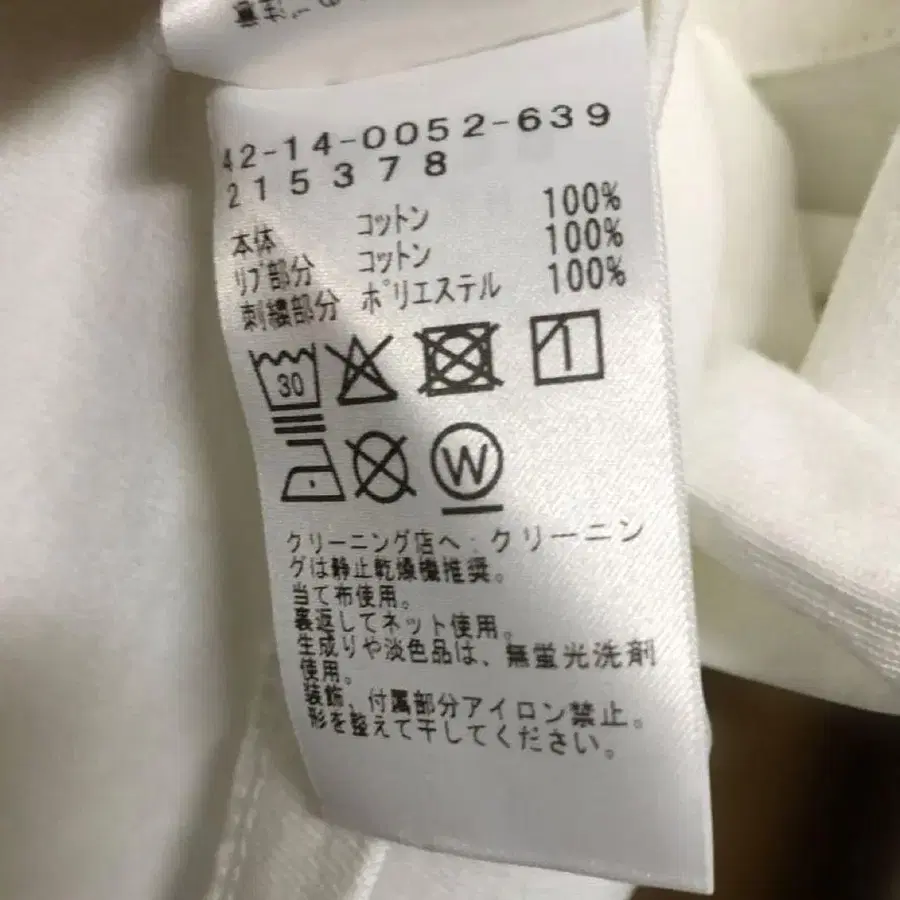 42-14-0052-639
215378
本体 コットン 100%
リブ部分 コットン 100%
刺繍部分 ポリエステル 100%
30
W
クリーニング店へ:クリーニン
グは静止乾燥機推奨。
当て布使用。
裏返してネット使用。
生成りや淡色品は、無蛍光洗剤
使用。
装飾、付属部分アイロン禁止。
形を整えて干してください。